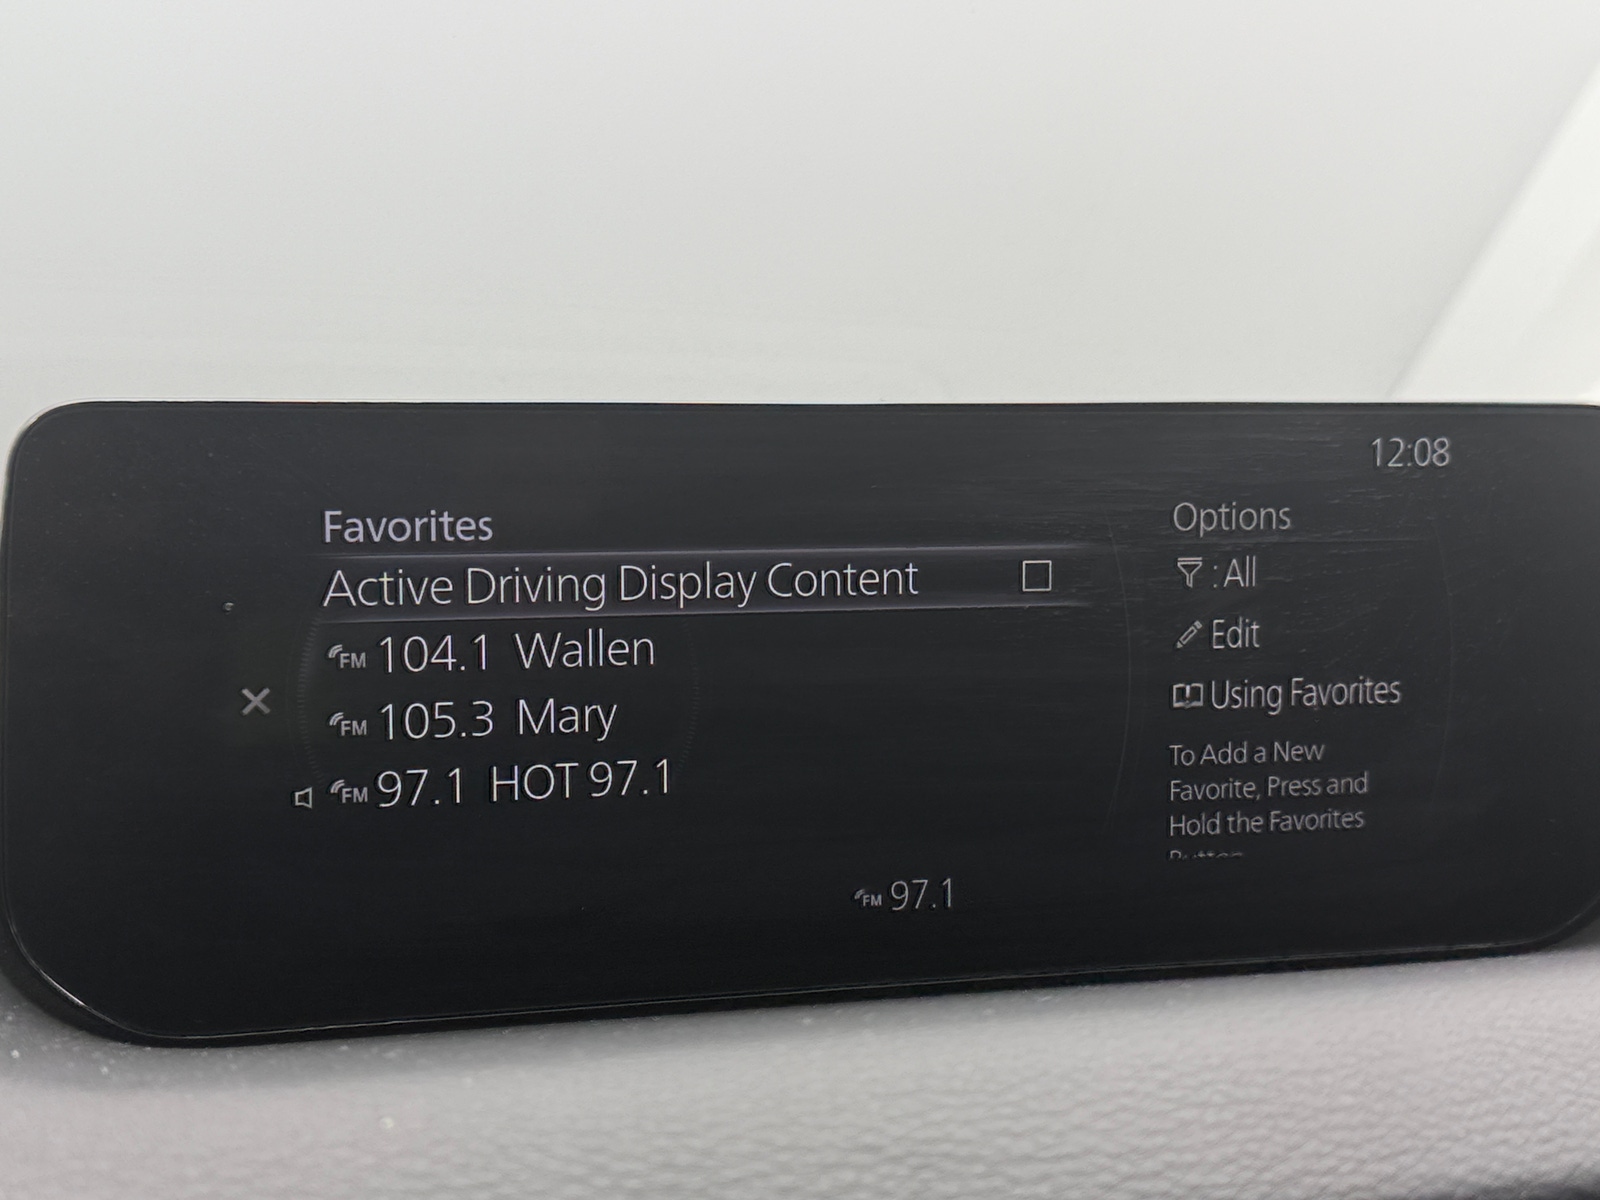 12:08
Favorites
Active Driving Display Content
FM 104.1 Wallen
FM 105.3 Mary
FM 97.1 HOT 97.1
Options
: All
Edit
Using Favorites
To Add a New
Favorite, Press and
Hold the Favorites
FM 97.1